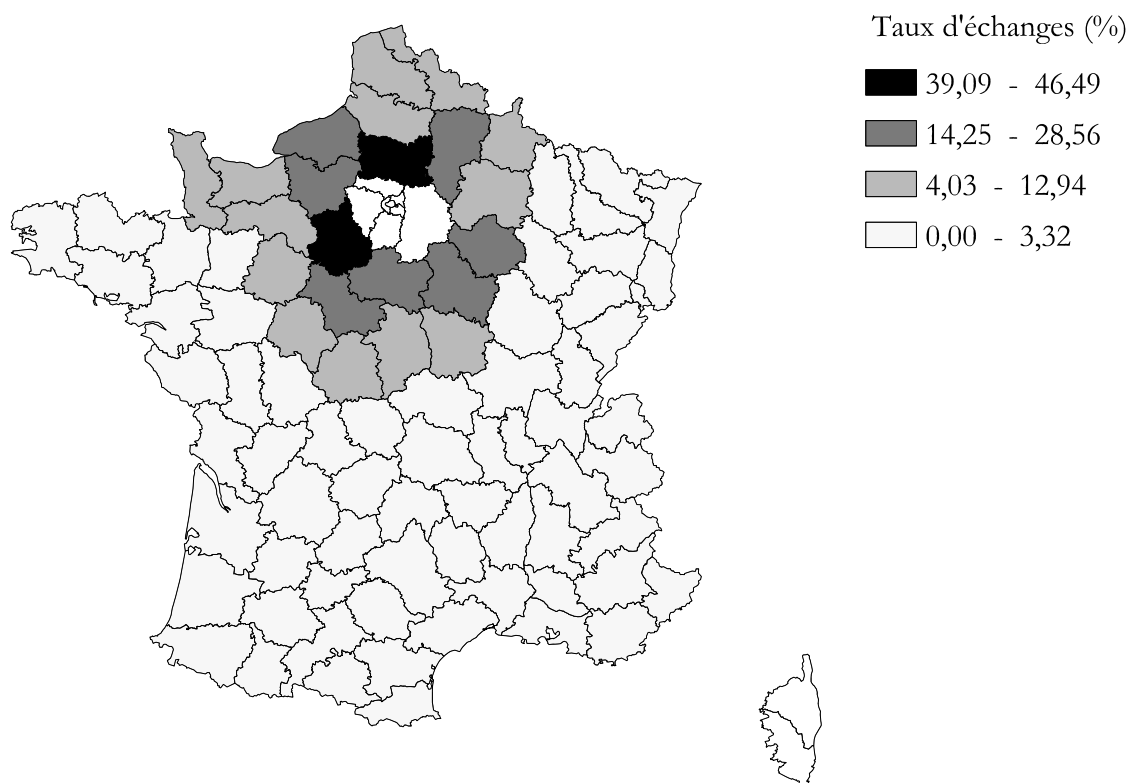 Taux d'échanges (%)
39,09 - 46,49
14,25 - 28,56
4,03 - 12,94
0,00 - 3,32